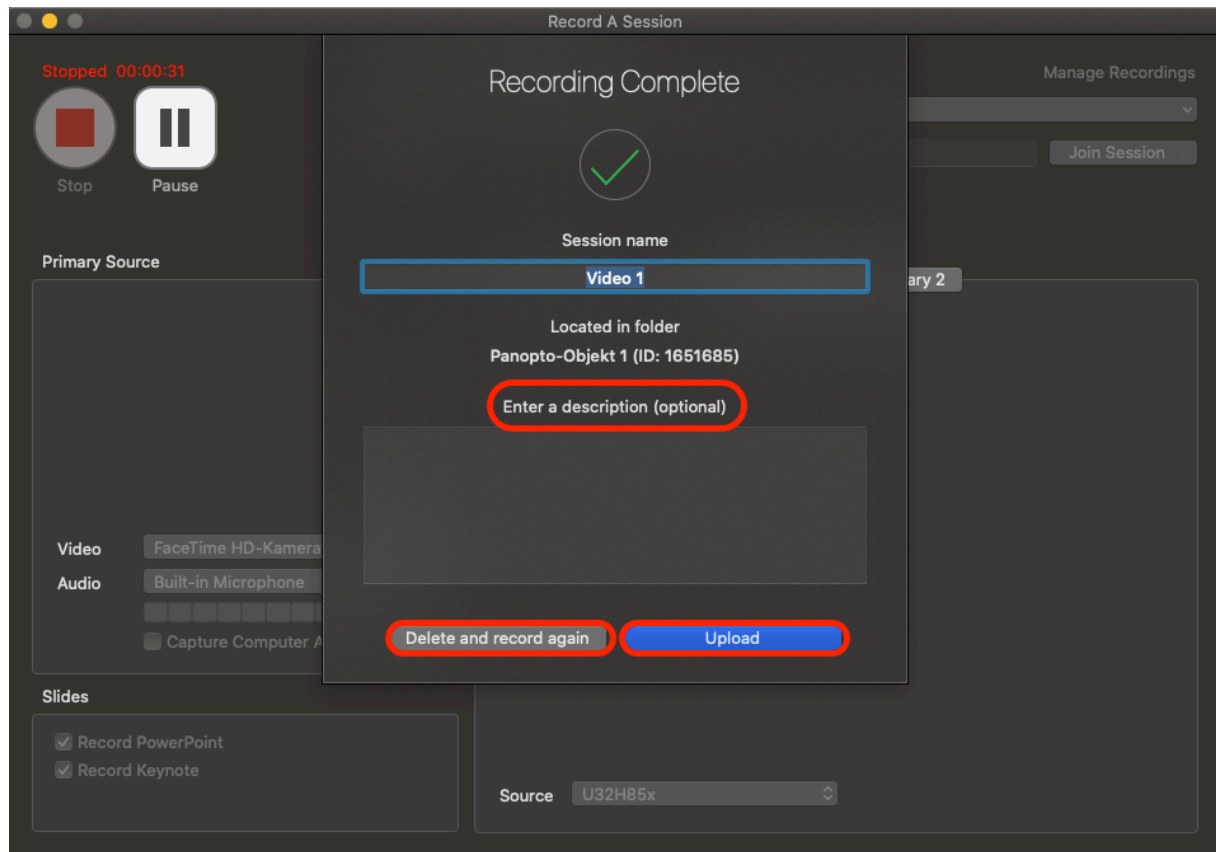 Record A Session
Stopped 00:00:31
Stop
Pause
Manage Recordings
Join Session
Recording Complete
Session name
Video 1
Located in folder
Panopto-Objekt 1 (ID: 1651685)
Enter a description (optional)
Delete and record again
Upload
Primary Source
Video
FaceTime HD-Kamera
Audio
Built-in Microphone
Capture Computer A
ary 2
Slides
Record PowerPoint
Record Keynote
Source
U32H85x